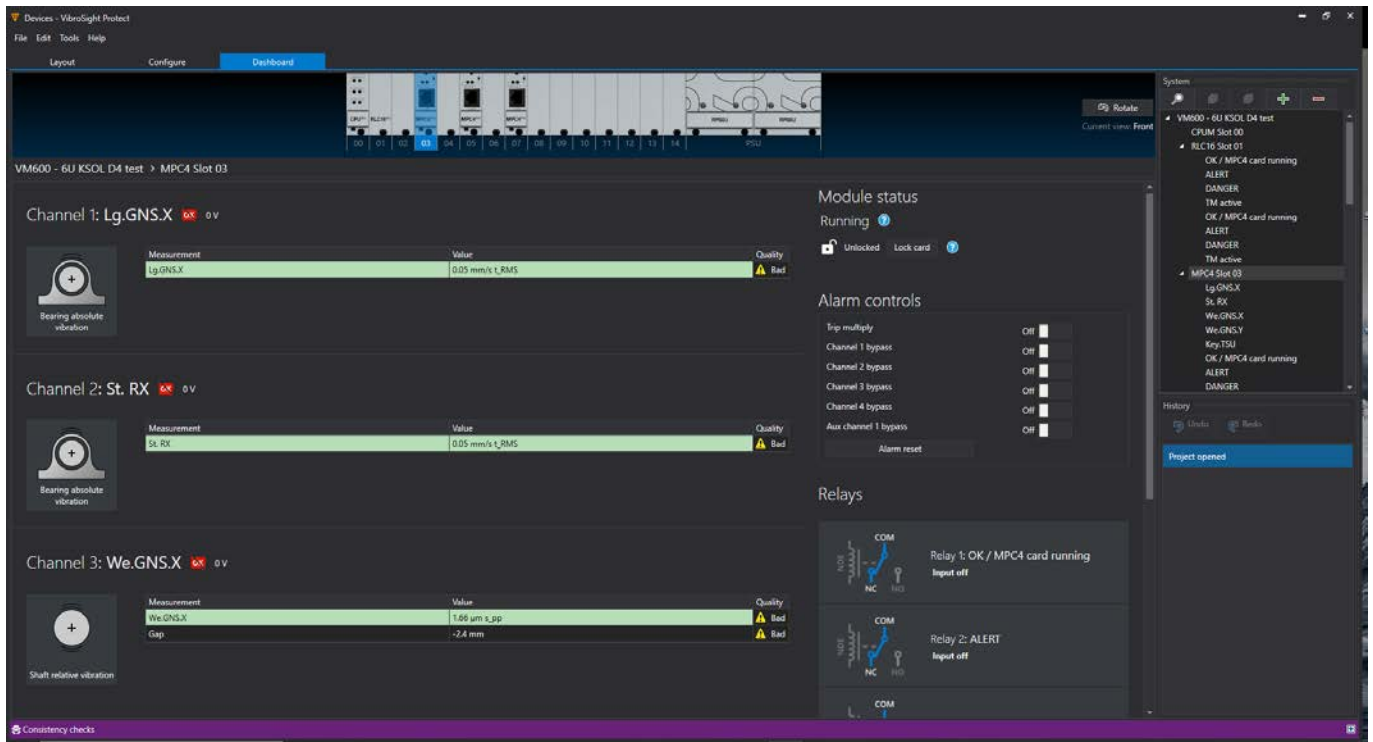 Devices - VibroSight Protect
File Edit Tools Help
Layout Configure Dashboard
00 01 02 03 04 05 06 07 08 09 10 11 12 13 14 PSU
Rotate
Current view: Front
VM600 - 6U KSOL D4 test > MPC4 Slot 03
Channel 1: Lg.GNS.X 0 V
Bearing absolute vibration
Measurement Value Quality
Lg.GNS.X 0.05 mm/s t_RMS Bad
Channel 2: St. RX 0 V
Bearing absolute vibration
Measurement Value Quality
St. RX 0.05 mm/s t_RMS Bad
Channel 3: We.GNS.X 0 V
Shaft relative vibration
Measurement Value Quality
We.GNS.X 1.66 µm s_pp Bad
Gap -2.4 mm Bad
Module status
Running ?
Unlocked Lock card ?
Alarm controls
Trip multiply Off
Channel 1 bypass Off
Channel 2 bypass Off
Channel 3 bypass Off
Channel 4 bypass Off
Aux channel 1 bypass Off
Alarm reset
Relays
COM
NC NO
Relay 1: OK / MPC4 card running
Input off
COM
NC NO
Relay 2: ALERT
Input off
COM
System
VM600 - 6U KSOL D4 test
CPUM Slot 00
RLC16 Slot 01
OK / MPC4 card running
ALERT
DANGER
TM active
OK / MPC4 card running
ALERT
DANGER
TM active
MPC4 Slot 03
Lg.GNS.X
St. RX
We.GNS.X
We.GNS.Y
Key.TSU
OK / MPC4 card running
ALERT
DANGER
History
Undo Redo
Project opened
Consistency checks